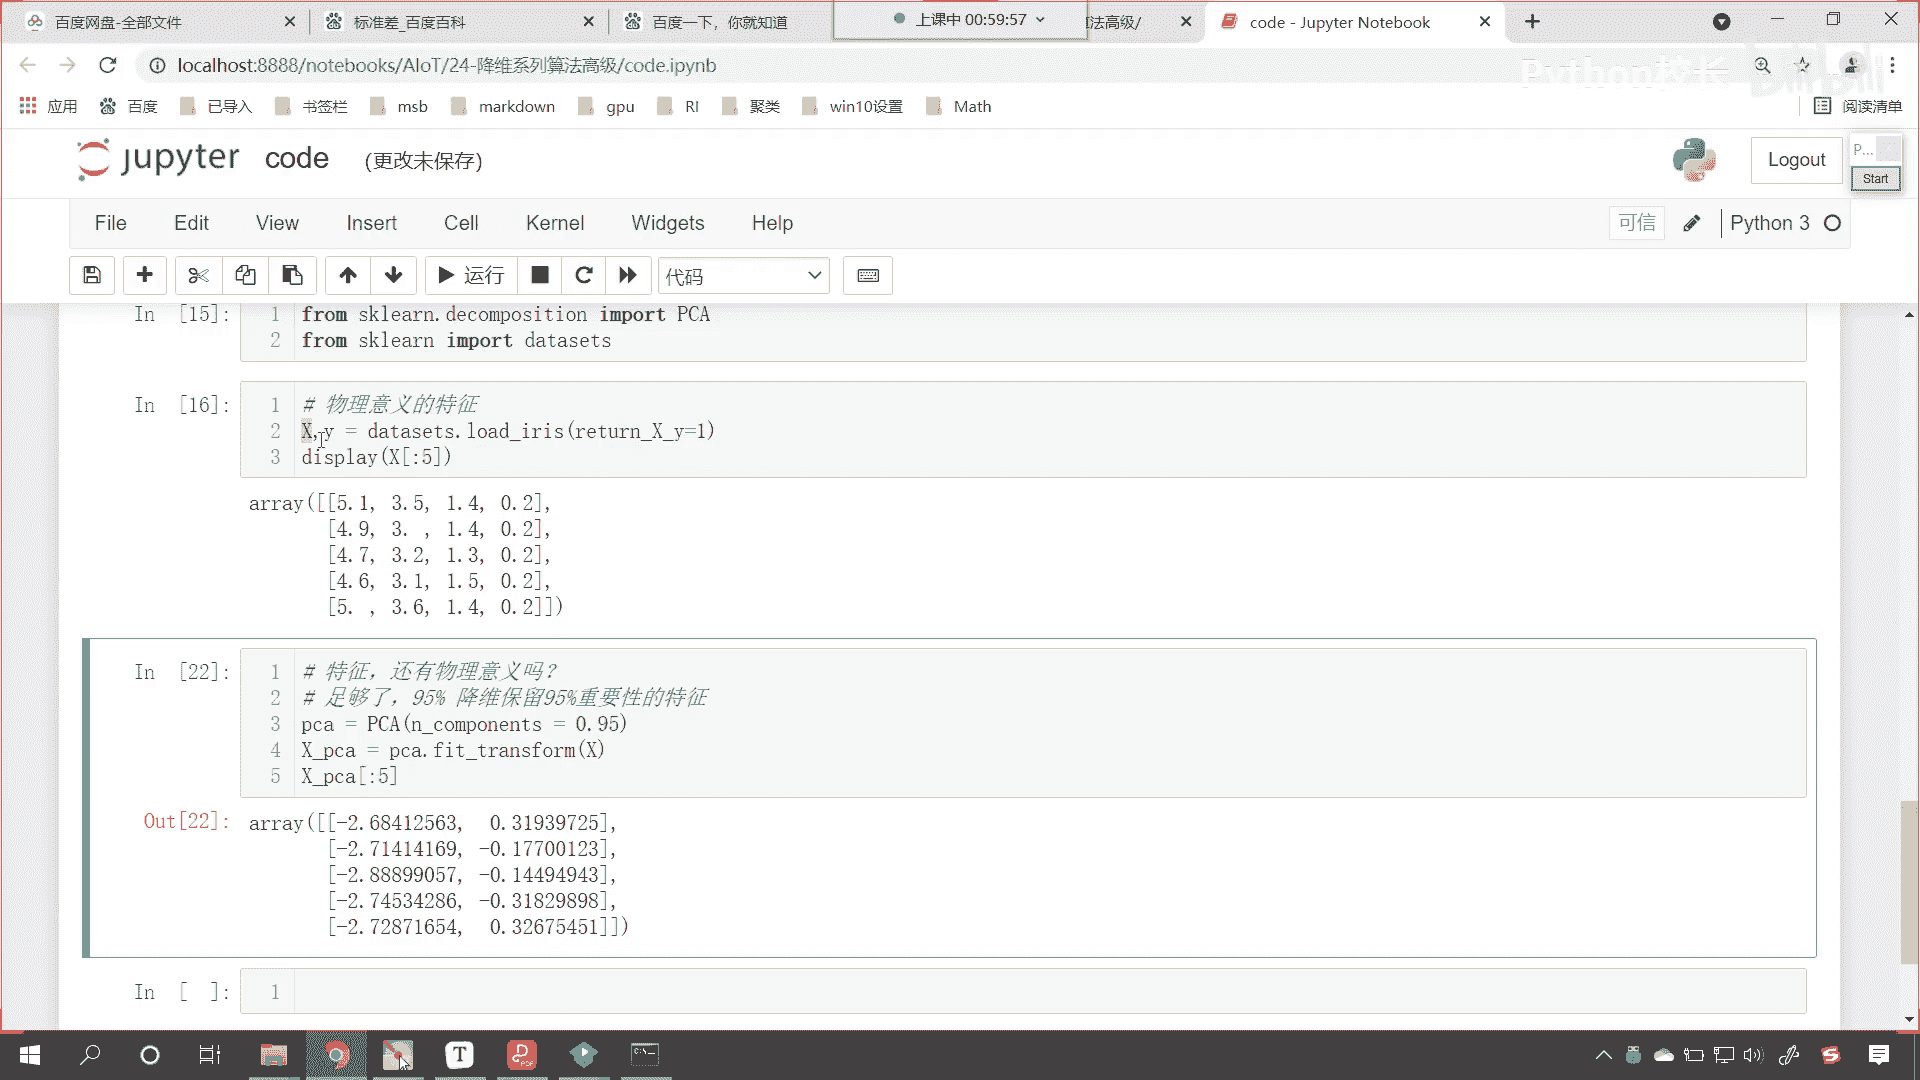 百度网盘-全部文件
标准差_百度百科
百度一下，你就知道
上课中 00:59:57
算法高级/
code - Jupyter Notebook
localhost:8888/notebooks/AIoT/24-降维系列算法高级/code.ipynb
Python校长
bilibili
应用 百度 已导入 书签栏 msb markdown gpu RI 聚类 win10设置 Math 阅读清单
jupyter code (更改未保存)
Logout
P...
Start
File Edit View Insert Cell Kernel Widgets Help
可信 Python 3
运行 代码
In [15]:
1 from sklearn.decomposition import PCA
2 from sklearn import datasets
In [16]:
1 # 物理意义的特征
2 X,y = datasets.load_iris(return_X_y=1)
3 display(X[:5])
array([[5.1, 3.5, 1.4, 0.2],
[4.9, 3. , 1.4, 0.2],
[4.7, 3.2, 1.3, 0.2],
[4.6, 3.1, 1.5, 0.2],
[5. , 3.6, 1.4, 0.2]])
In [22]:
1 # 特征，还有物理意义吗？
2 # 足够了，95% 降维保留95%重要性的特征
3 pca = PCA(n_components = 0.95)
4 X_pca = pca.fit_transform(X)
5 X_pca[:5]
Out[22]: array([[-2.68412563, 0.31939725],
[-2.71414169, -0.17700123],
[-2.88899057, -0.14494943],
[-2.74534286, -0.31829898],
[-2.72871654, 0.32675451]])
In [ ]:
1